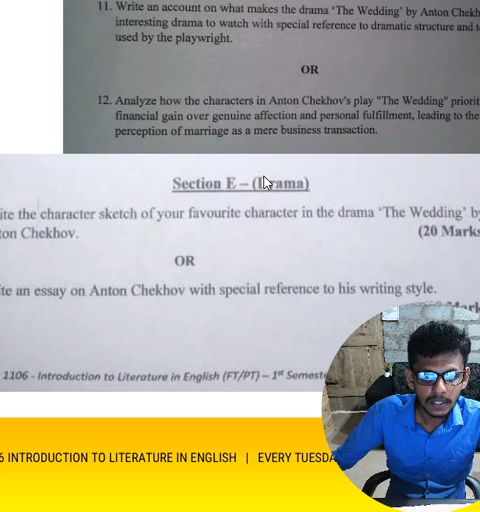 11. Write an account on what makes the drama ‘The Wedding’ by Anton Chekh
interesting drama to watch with special reference to dramatic structure and t
used by the playwright.
OR
12. Analyze how the characters in Anton Chekhov's play "The Wedding" priorit
financial gain over genuine affection and personal fulfillment, leading to the
perception of marriage as a mere business transaction.
Section E – (Drama)
ite the character sketch of your favourite character in the drama ‘The Wedding’ by
ton Chekhov. (20 Marks
OR
ite an essay on Anton Chekhov with special reference to his writing style.
Mark
1106 - Introduction to Literature in English (FT/PT) – 1st Semest
6 INTRODUCTION TO LITERATURE IN ENGLISH | EVERY TUESDA